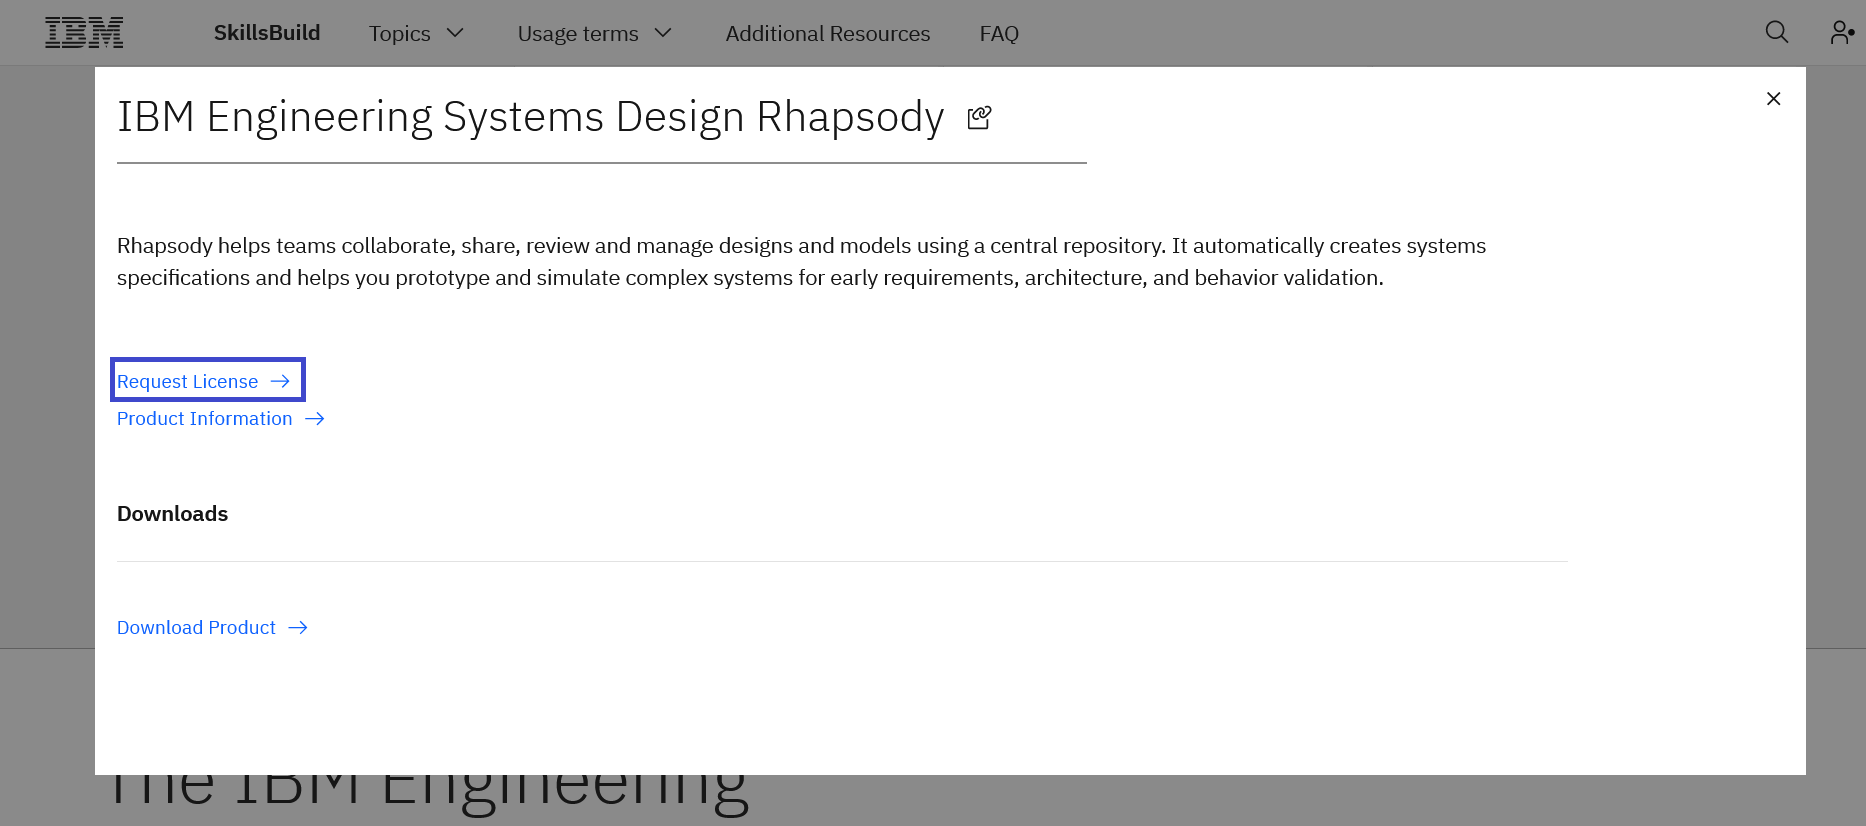 IBM SkillsBuild Topics Usage terms Additional Resources FAQ
IBM Engineering Systems Design Rhapsody
Rhapsody helps teams collaborate, share, review and manage designs and models using a central repository. It automatically creates systems
specifications and helps you prototype and simulate complex systems for early requirements, architecture, and behavior validation.
Request License
Product Information
Downloads
Download Product
The IBM Engineering